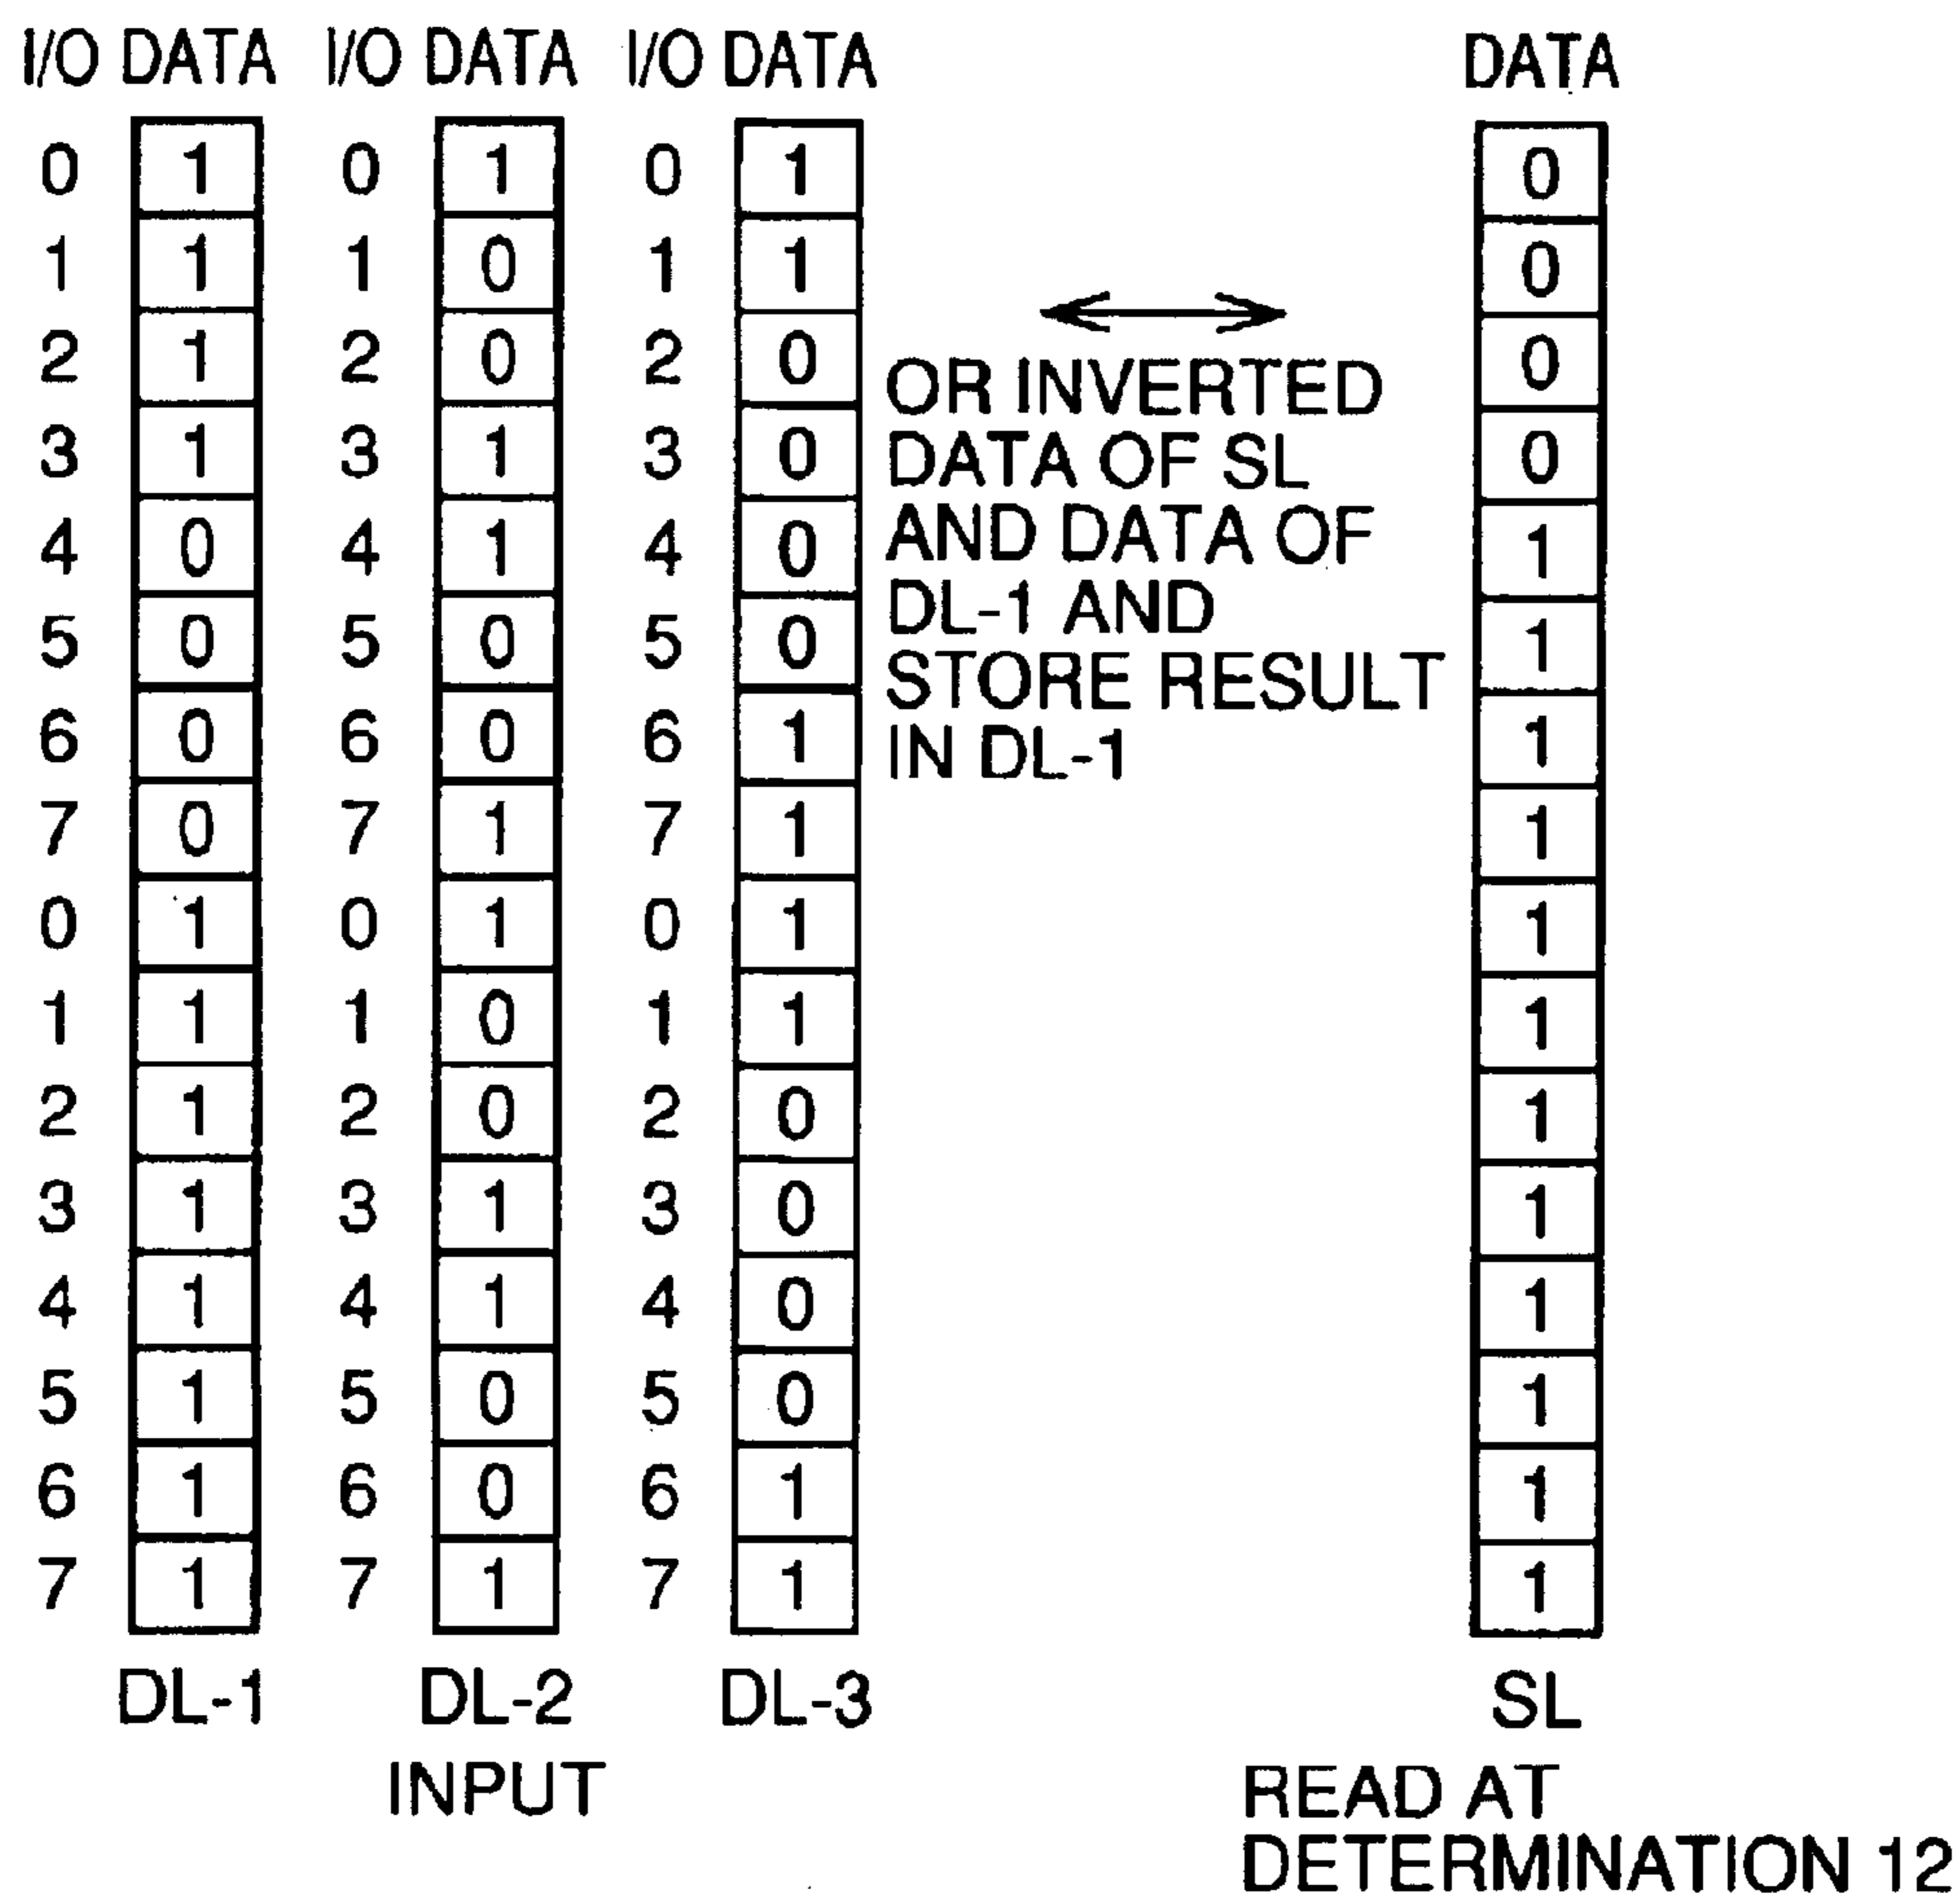 I/O DATA I/O DATA I/O DATA DATA
0 1 0 1 0 1 0
1 1 1 0 1 1 0
2 1 2 0 2 0 0
3 1 3 1 3 0 0
4 0 4 1 4 0 1
5 0 5 0 5 0 1
6 0 6 0 6 1 1
7 0 7 1 7 1 1
0 1 0 1 0 1 1
1 1 1 0 1 1 1
2 1 2 0 2 0 1
3 1 3 1 3 0 1
4 1 4 1 4 0 1
5 1 5 0 5 0 1
6 1 6 0 6 1 1
7 1 7 1 7 1 1
OR INVERTED
DATA OF SL
AND DATA OF
DL-1 AND
STORE RESULT
IN DL-1
DL-1 DL-2 DL-3 SL
INPUT
READ AT
DETERMINATION 12